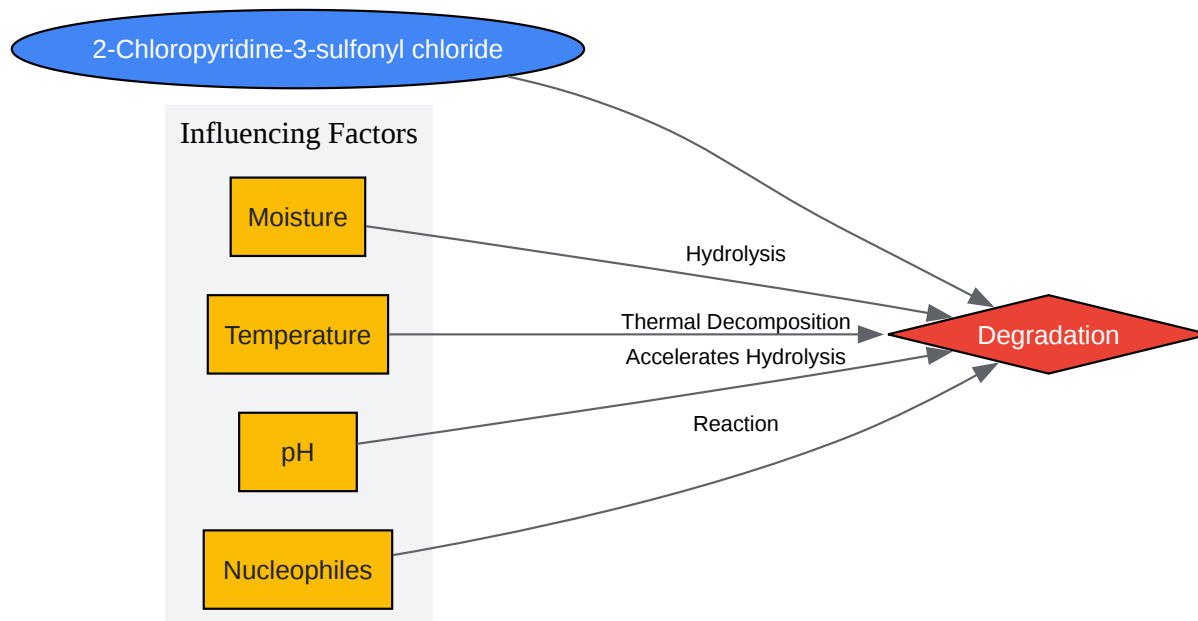 2-Chloropyridine-3-sulfonyl chloride
Influencing Factors
Moisture
Hydrolysis
Temperature
Thermal Decomposition
Degradation
Accelerates Hydrolysis
pH
Reaction
Nucleophiles